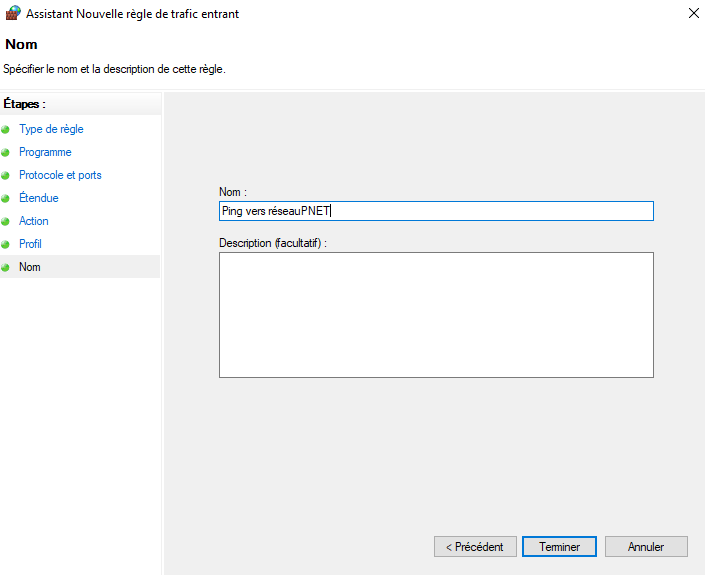 Assistant Nouvelle règle de trafic entrant
Nom
Spécifier le nom et la description de cette règle.
Étapes :
Type de règle
Programme
Protocole et ports
Étendue
Action
Profil
Nom
Nom :
Ping vers réseauPNET
Description (facultatif) :
< Précédent
Terminer
Annuler